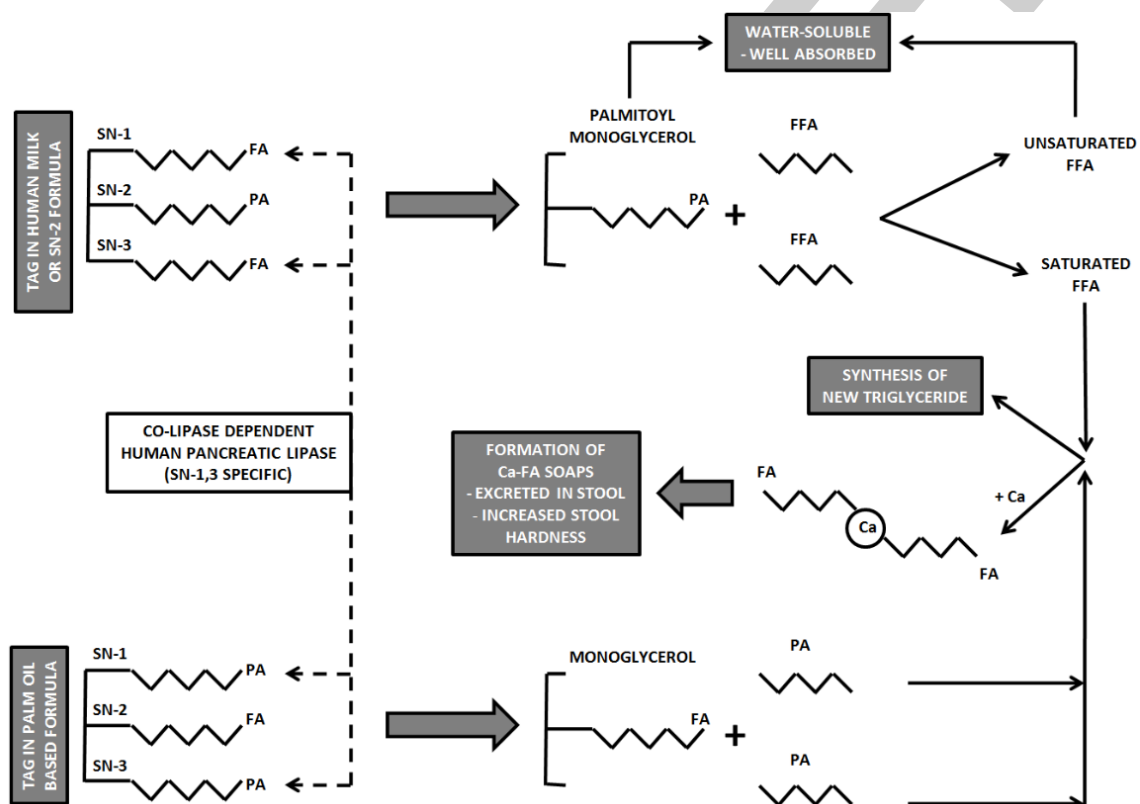 WATER-SOLUBLE
- WELL ABSORBED
TAG IN HUMAN MILK
OR SN-2 FORMULA
SN-1
FA
SN-2
PA
SN-3
FA
PALMITOYL
MONOGLYCEROL
PA
+
FFA
FFA
UNSATURATED
FFA
SATURATED
FFA
SYNTHESIS OF
NEW TRIGLYCERIDE
CO-LIPASE DEPENDENT
HUMAN PANCREATIC LIPASE
(SN-1,3 SPECIFIC)
FORMATION OF
Ca-FA SOAPS
- EXCRETED IN STOOL
- INCREASED STOOL
HARDNESS
FA
Ca
FA
+ Ca
TAG IN PALM OIL
BASED FORMULA
SN-1
PA
SN-2
FA
SN-3
PA
MONOGLYCEROL
FA
+
PA
PA